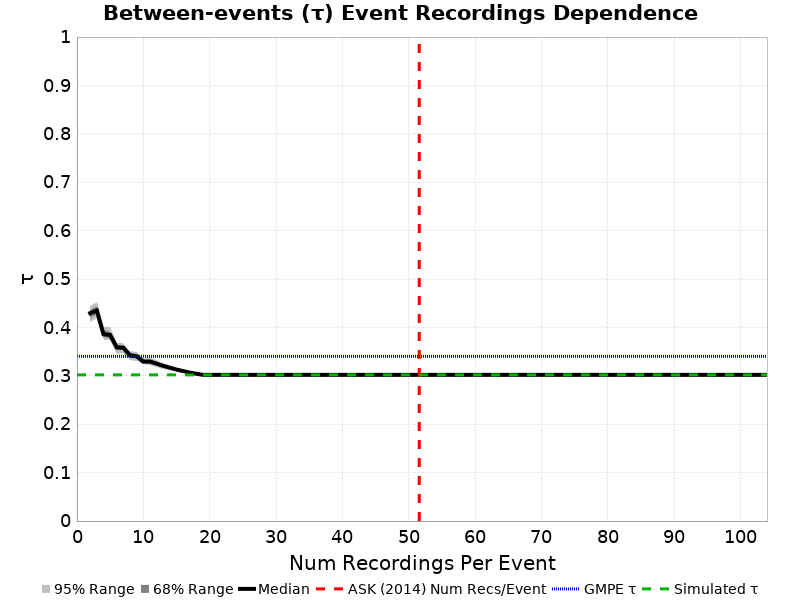 Between-events (τ) Event Recordings Dependence
1
0.9
0.8
0.7
0.6
0.5
0.4
0.3
0.2
0.1
0
τ
0 10 20 30 40 50 60 70 80 90 100
Num Recordings Per Event
95% Range 68% Range Median ASK (2014) Num Recs/Event GMPE τ Simulated τ